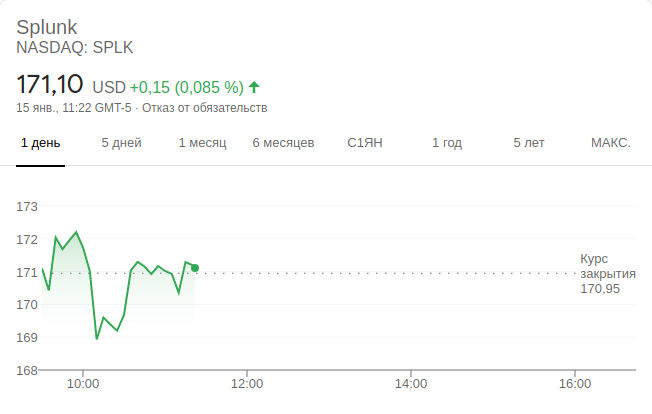 Splunk
NASDAQ: SPLK
171,10 USD +0,15 (0,085 %)
15 янв., 11:22 GMT-5 · Отказ от обязательств
1 день 5 дней 1 месяц 6 месяцев С1ЯН 1 год 5 лет МАКС.
173
172
171
170
169
168
Курс
закрытия
170,95
10:00 12:00 14:00 16:00